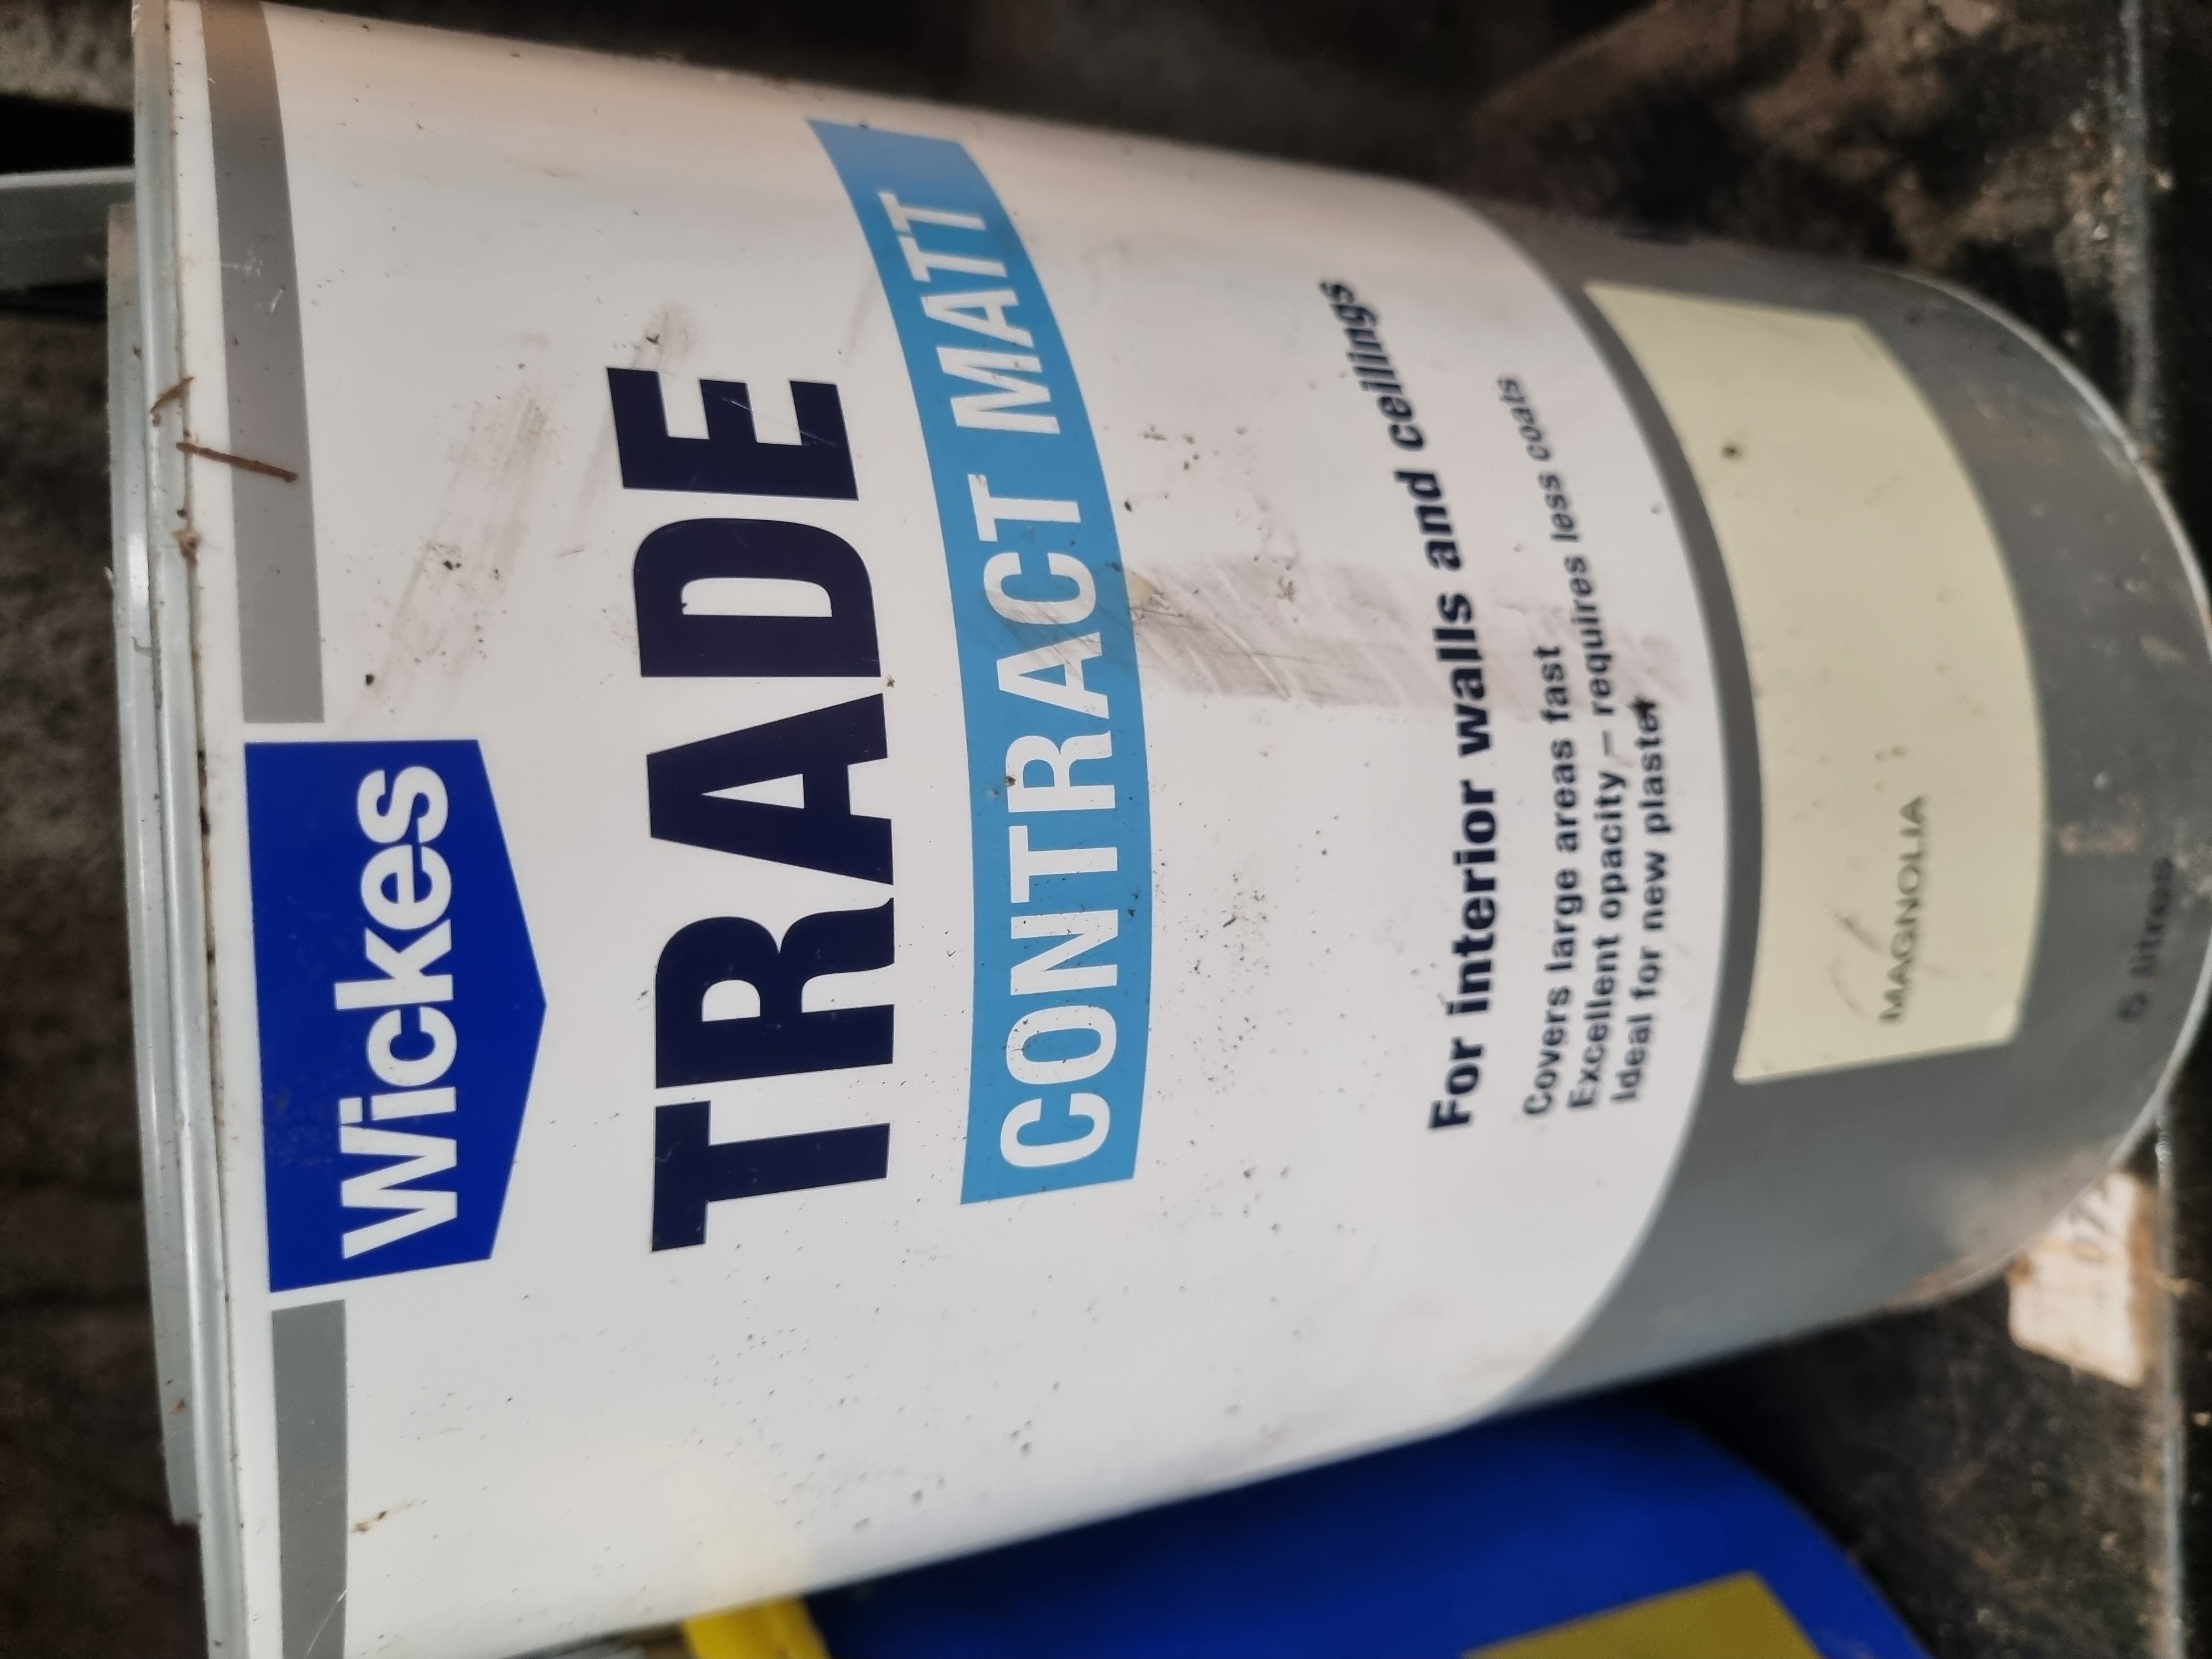 Wickes
TRADE
CONTRACT MATT
For interior walls and ceilings
Covers large areas fast
Excellent opacity – requires less coats
Ideal for new plaster
MAGNOLIA
5 litres